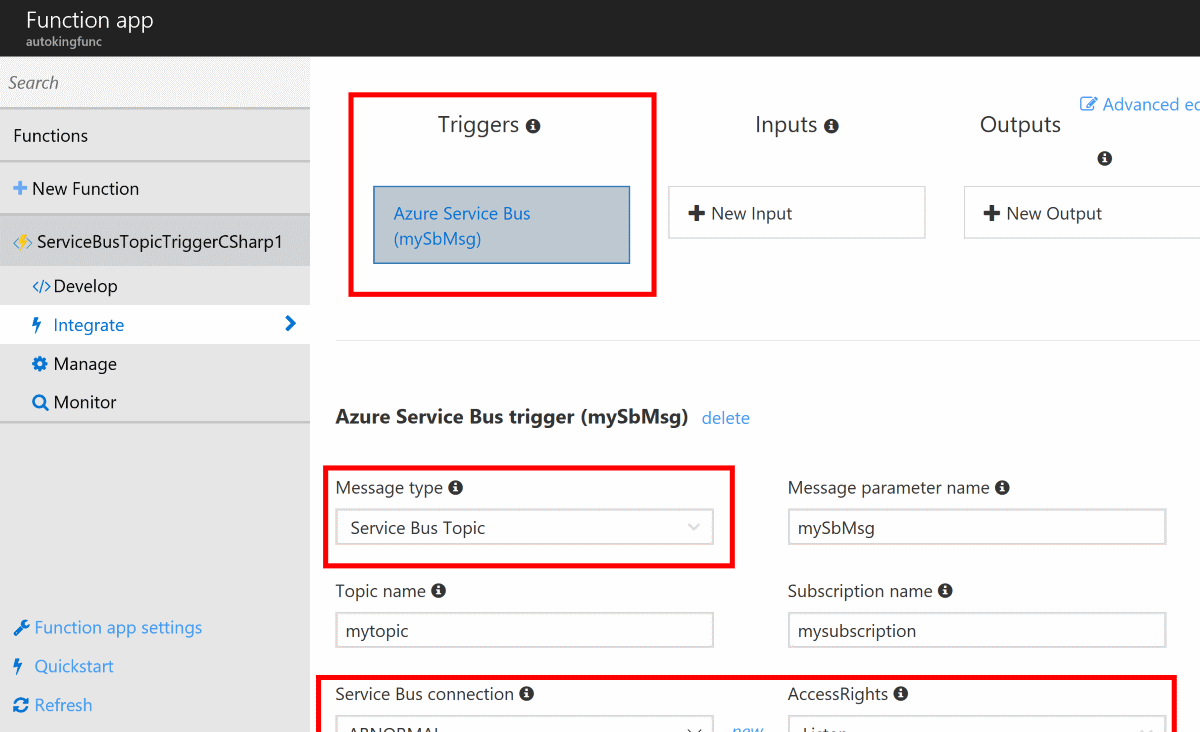 Function app
autokingfunc
Search
Functions
New Function
ServiceBusTopicTriggerCSharp1
Develop
Integrate
Manage
Monitor
Function app settings
Quickstart
Refresh
Triggers
Inputs
Outputs
Advanced ed
Azure Service Bus
(mySbMsg)
New Input
New Output
Azure Service Bus trigger (mySbMsg) delete
Message type
Service Bus Topic
Message parameter name
mySbMsg
Topic name
mytopic
Subscription name
mysubscription
Service Bus connection
ABNORMAL
new
AccessRights
Listen